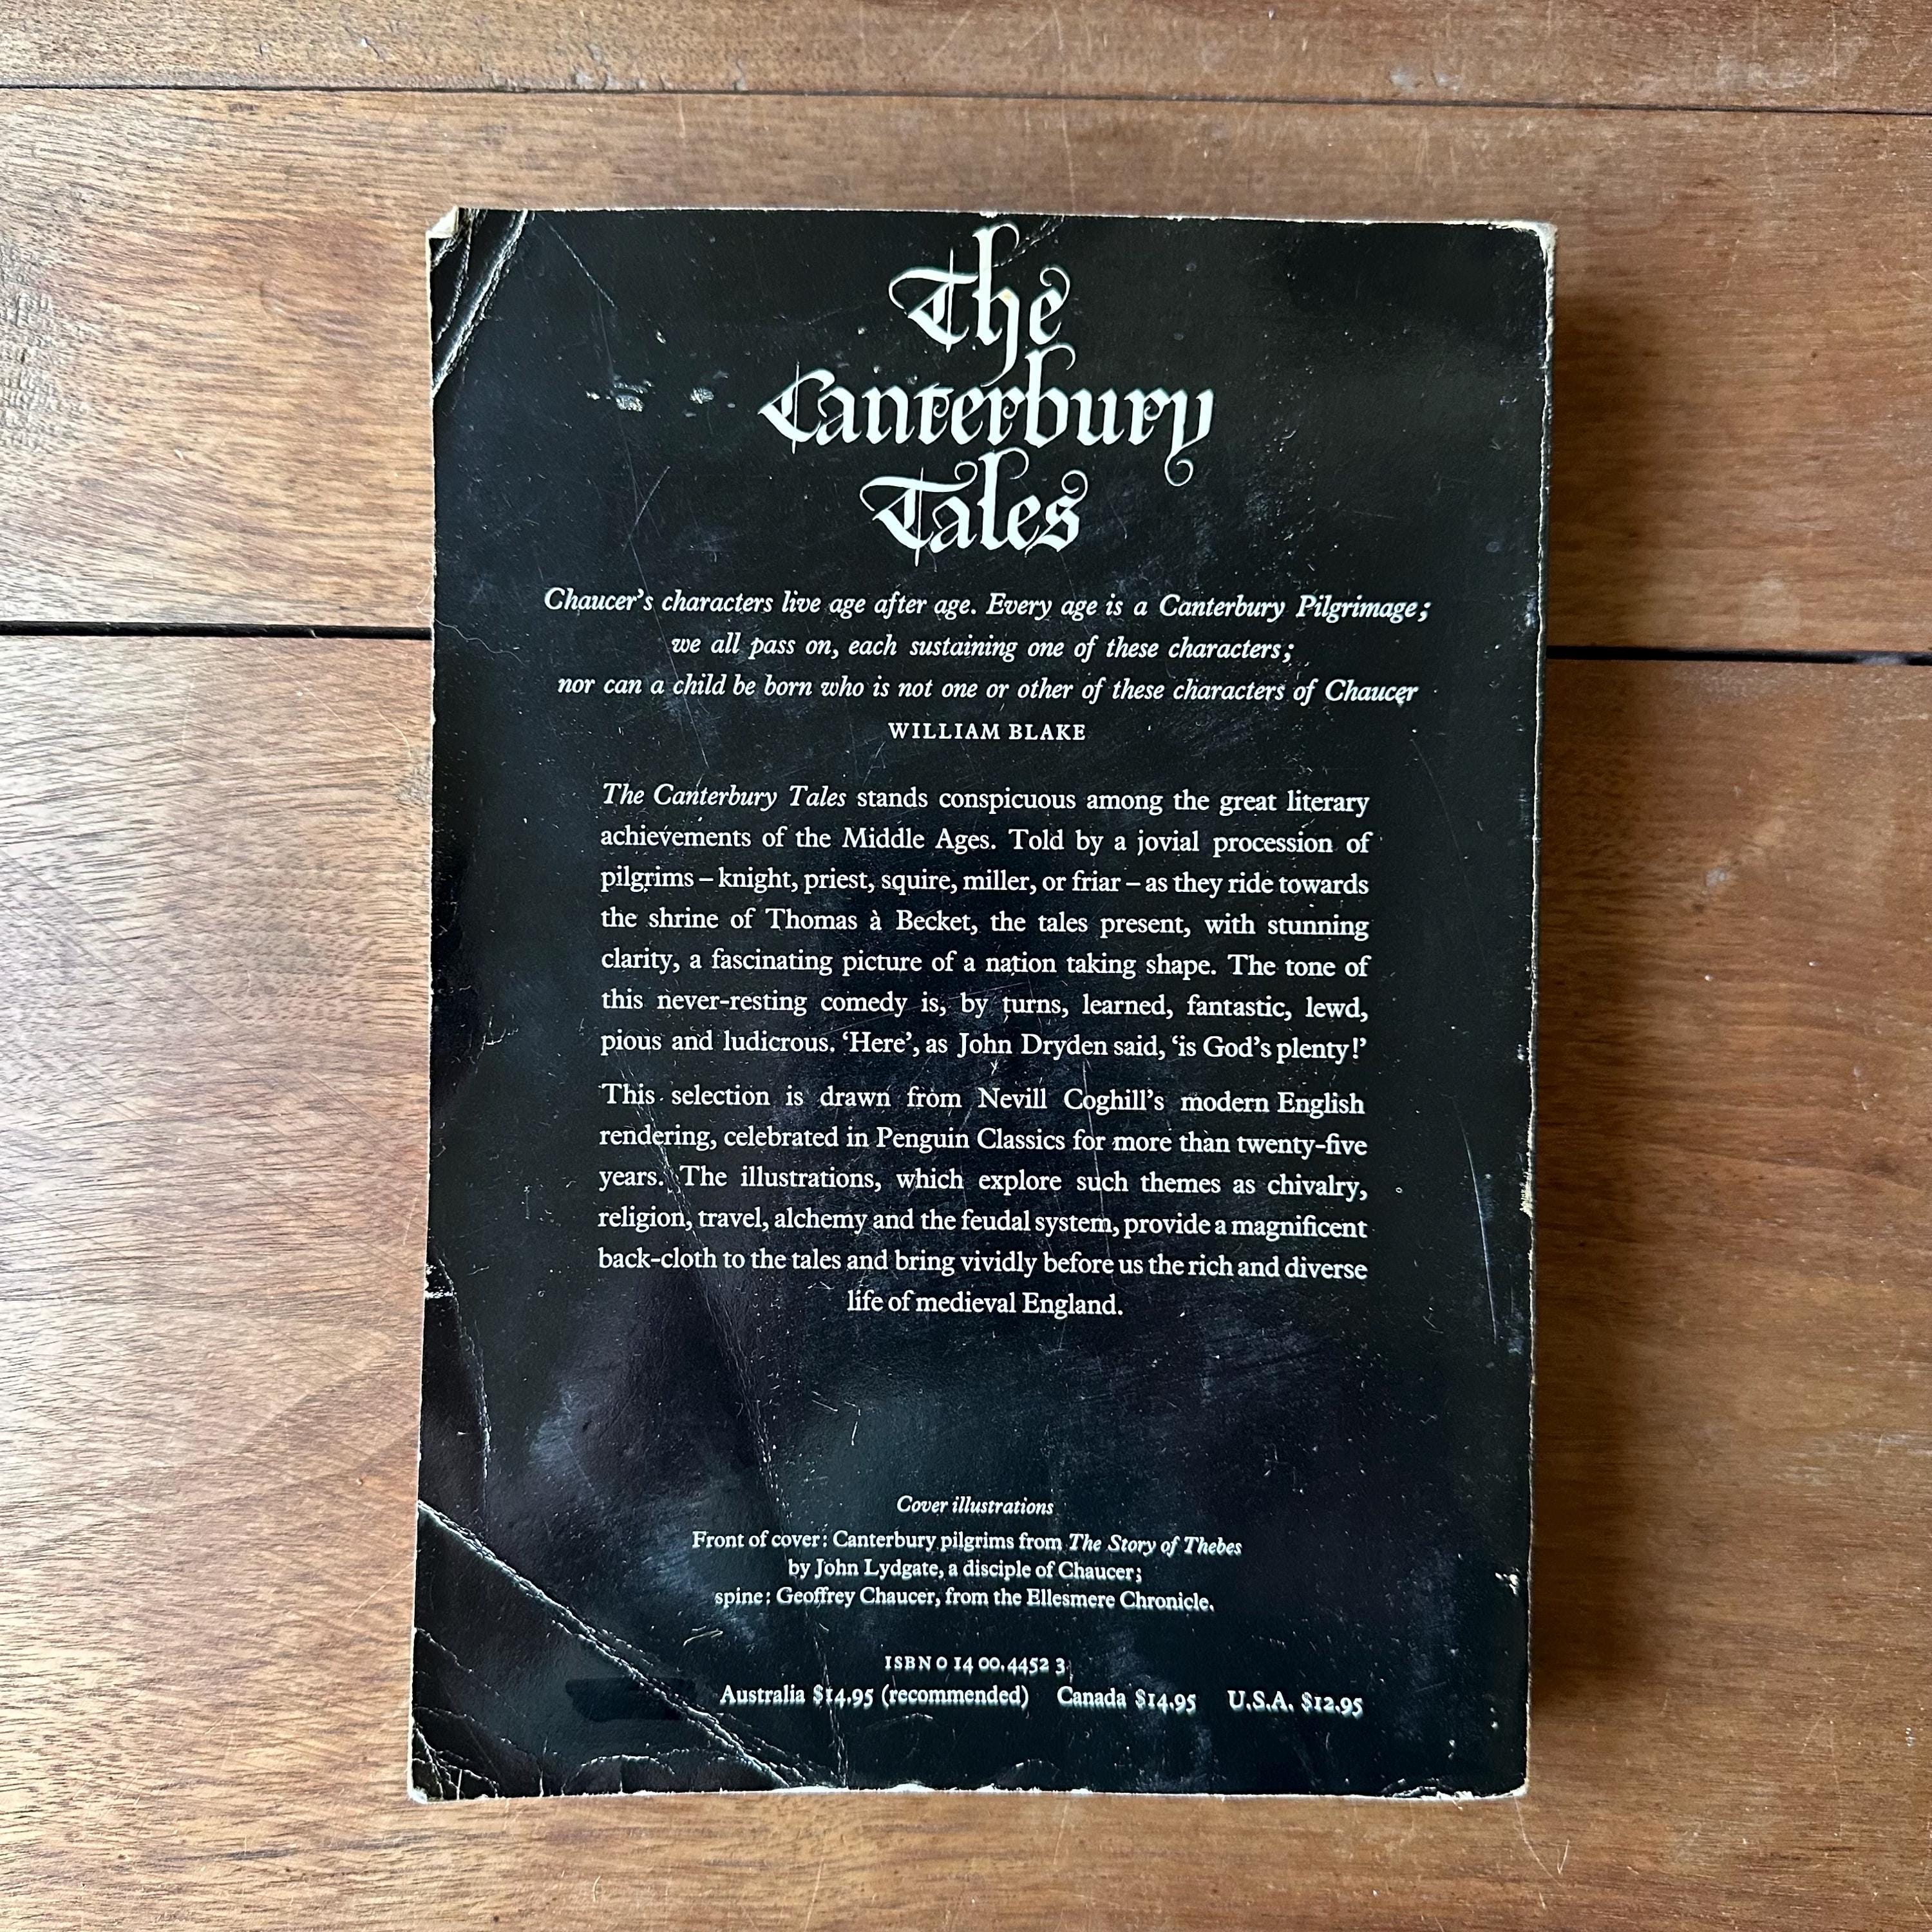 The
Canterbury
Tales
Chaucer's characters live age after age. Every age is a Canterbury Pilgrimage;
we all pass on, each sustaining one of these characters;
nor can a child be born who is not one or other of these characters of Chaucer
WILLIAM BLAKE
The Canterbury Tales stands conspicuous among the great literary
achievements of the Middle Ages. Told by a jovial procession of
pilgrims – knight, priest, squire, miller, or friar – as they ride towards
the shrine of Thomas à Becket, the tales present, with stunning
clarity, a fascinating picture of a nation taking shape. The tone of
this never-resting comedy is, by turns, learned, fantastic, lewd,
pious and ludicrous. ‘Here’, as John Dryden said, ‘is God's plenty!’
This selection is drawn from Nevill Coghill's modern English
rendering, celebrated in Penguin Classics for more than twenty-five
years. The illustrations, which explore such themes as chivalry,
religion, travel, alchemy and the feudal system, provide a magnificent
back-cloth to the tales and bring vividly before us the rich and diverse
life of medieval England.
Cover illustrations
Front of cover: Canterbury pilgrims from The Story of Thebes
by John Lydgate, a disciple of Chaucer;
spine: Geoffrey Chaucer, from the Ellesmere Chronicle.
ISBN 0 14 00.4452 3
Australia $14.95 (recommended) Canada $14.95 U.S.A. $12.95